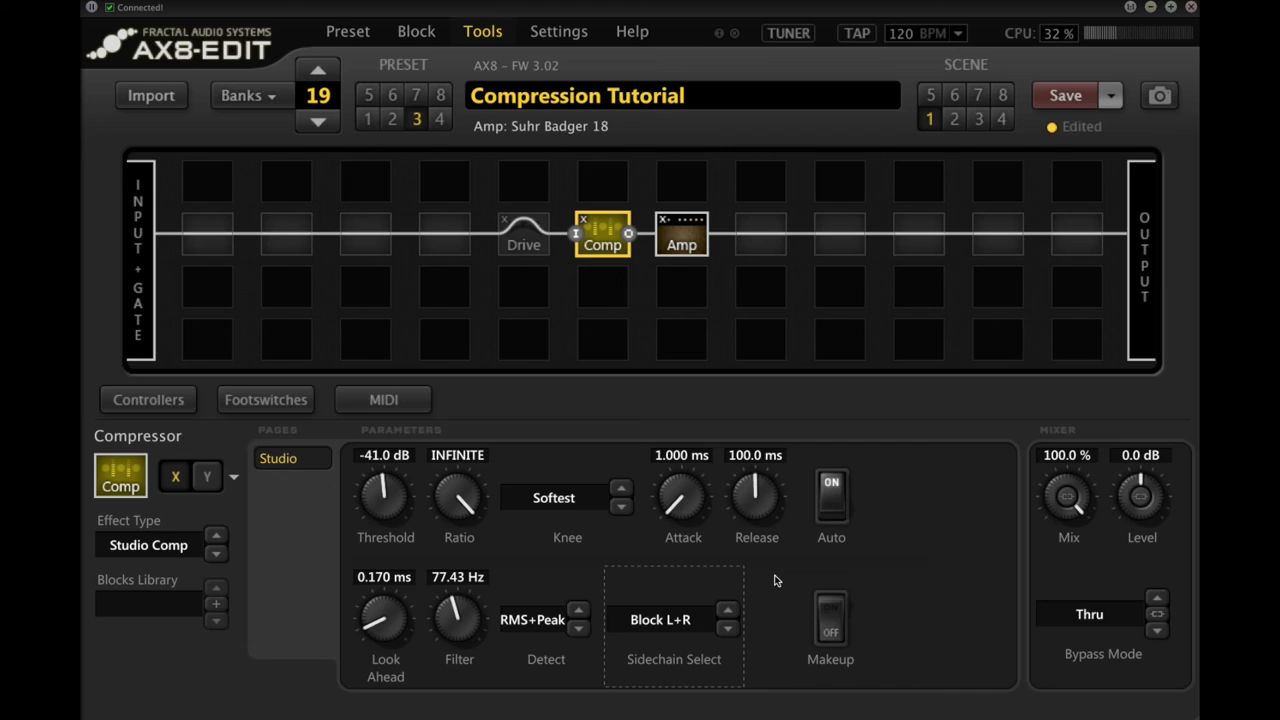 Connected!
FRACTAL AUDIO SYSTEMS
AX8-EDIT
Preset Block Tools Settings Help
TUNER TAP 120 BPM CPU: 32 %
PRESET AX8 - FW 3.02 SCENE
Import Banks 19 5 6 7 8 Compression Tutorial 5 6 7 8 Save
1 2 3 4 Amp: Suhr Badger 18 1 2 3 4 Edited
INPUT + GATE
X Drive
X I Comp O
X Amp
OUTPUT
Controllers Footswitches MIDI
Compressor PAGES PARAMETERS MIXER
Studio -41.0 dB INFINITE 1.000 ms 100.0 ms 100.0 % 0.0 dB
Comp X Y Softest ON
Effect Type Threshold Ratio Knee Attack Release Auto Mix Level
Studio Comp
Blocks Library 0.170 ms 77.43 Hz
RMS+Peak Block L+R OFF Thru
Look Ahead Filter Detect Sidechain Select Makeup Bypass Mode